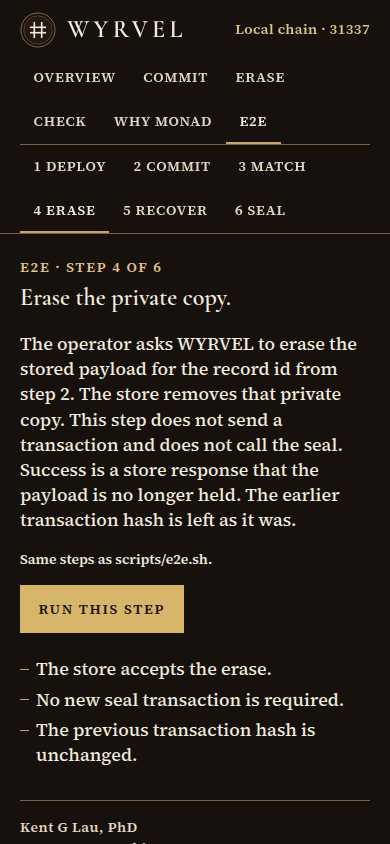 WYRVEL
Local chain · 31337
OVERVIEW COMMIT ERASE
CHECK WHY MONAD E2E
1 DEPLOY 2 COMMIT 3 MATCH
4 ERASE 5 RECOVER 6 SEAL
E2E · STEP 4 OF 6
Erase the private copy.
The operator asks WYRVEL to erase the
stored payload for the record id from
step 2. The store removes that private
copy. This step does not send a
transaction and does not call the seal.
Success is a store response that the
payload is no longer held. The earlier
transaction hash is left as it was.
Same steps as scripts/e2e.sh.
RUN THIS STEP
– The store accepts the erase.
– No new seal transaction is required.
– The previous transaction hash is
unchanged.
Kent G Lau, PhD